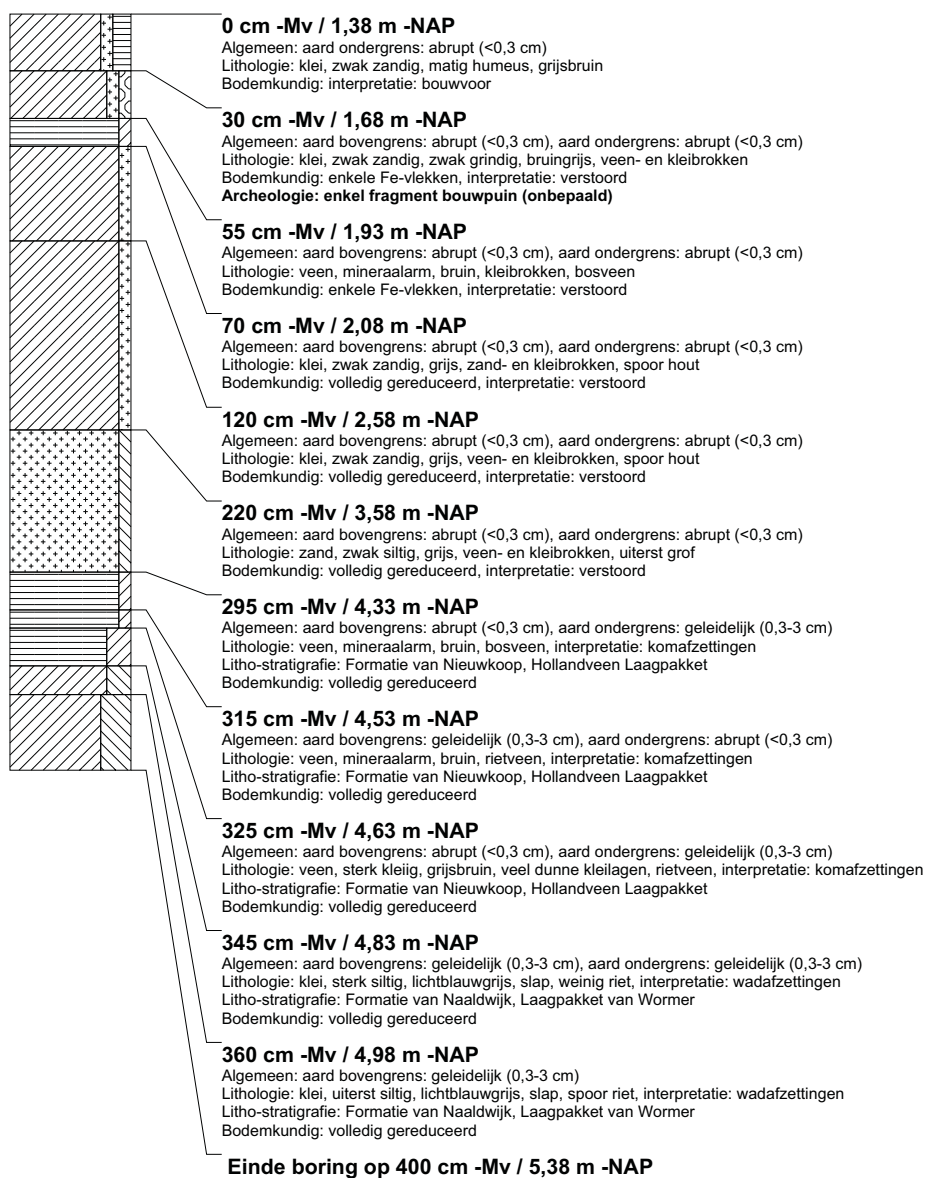 0 cm -Mv / 1,38 m -NAP
Algemeen: aard ondergrens: abrupt (<0,3 cm)
Lithologie: klei, zwak zandig, matig humeus, grijsbruin
Bodemkundig: interpretatie: bouwvoor
30 cm -Mv / 1,68 m -NAP
Algemeen: aard bovengrens: abrupt (<0,3 cm), aard ondergrens: abrupt (<0,3 cm)
Lithologie: klei, zwak zandig, zwak grindig, bruingrijs, veen- en kleibrokken
Bodemkundig: enkele Fe-vlekken, interpretatie: verstoord
Archeologie: enkel fragment bouwpuin (onbepaald)
55 cm -Mv / 1,93 m -NAP
Algemeen: aard bovengrens: abrupt (<0,3 cm), aard ondergrens: abrupt (<0,3 cm)
Lithologie: veen, mineraalarm, bruin, kleibrokken, bosveen
Bodemkundig: enkele Fe-vlekken, interpretatie: verstoord
70 cm -Mv / 2,08 m -NAP
Algemeen: aard bovengrens: abrupt (<0,3 cm), aard ondergrens: abrupt (<0,3 cm)
Lithologie: klei, zwak zandig, grijs, zand- en kleibrokken, spoor hout
Bodemkundig: volledig gereduceerd, interpretatie: verstoord
120 cm -Mv / 2,58 m -NAP
Algemeen: aard bovengrens: abrupt (<0,3 cm), aard ondergrens: abrupt (<0,3 cm)
Lithologie: klei, zwak zandig, grijs, veen- en kleibrokken, spoor hout
Bodemkundig: volledig gereduceerd, interpretatie: verstoord
220 cm -Mv / 3,58 m -NAP
Algemeen: aard bovengrens: abrupt (<0,3 cm), aard ondergrens: abrupt (<0,3 cm)
Lithologie: zand, zwak siltig, grijs, veen- en kleibrokken, uiterst grof
Bodemkundig: volledig gereduceerd, interpretatie: verstoord
295 cm -Mv / 4,33 m -NAP
Algemeen: aard bovengrens: abrupt (<0,3 cm), aard ondergrens: geleidelijk (0,3-3 cm)
Lithologie: veen, mineraalarm, bruin, bosveen, interpretatie: komafzettingen
Litho-stratigrafie: Formatie van Nieuwkoop, Hollandveen Laagpakket
Bodemkundig: volledig gereduceerd
315 cm -Mv / 4,53 m -NAP
Algemeen: aard bovengrens: geleidelijk (0,3-3 cm), aard ondergrens: abrupt (<0,3 cm)
Lithologie: veen, mineraalarm, bruin, rietveen, interpretatie: komafzettingen
Litho-stratigrafie: Formatie van Nieuwkoop, Hollandveen Laagpakket
Bodemkundig: volledig gereduceerd
325 cm -Mv / 4,63 m -NAP
Algemeen: aard bovengrens: abrupt (<0,3 cm), aard ondergrens: geleidelijk (0,3-3 cm)
Lithologie: veen, sterk kleiig, grijsbruin, veel dunne kleilagen, rietveen, interpretatie: komafzettingen
Litho-stratigrafie: Formatie van Nieuwkoop, Hollandveen Laagpakket
Bodemkundig: volledig gereduceerd
345 cm -Mv / 4,83 m -NAP
Algemeen: aard bovengrens: geleidelijk (0,3-3 cm), aard ondergrens: geleidelijk (0,3-3 cm)
Lithologie: klei, sterk siltig, lichtblauwgrijs, slap, weinig riet, interpretatie: wadafzettingen
Litho-stratigrafie: Formatie van Naaldwijk, Laagpakket van Wormer
Bodemkundig: volledig gereduceerd
360 cm -Mv / 4,98 m -NAP
Algemeen: aard bovengrens: geleidelijk (0,3-3 cm)
Lithologie: klei, uiterst siltig, lichtblauwgrijs, slap, spoor riet, interpretatie: wadafzettingen
Litho-stratigrafie: Formatie van Naaldwijk, Laagpakket van Wormer
Bodemkundig: volledig gereduceerd
Einde boring op 400 cm -Mv / 5,38 m -NAP